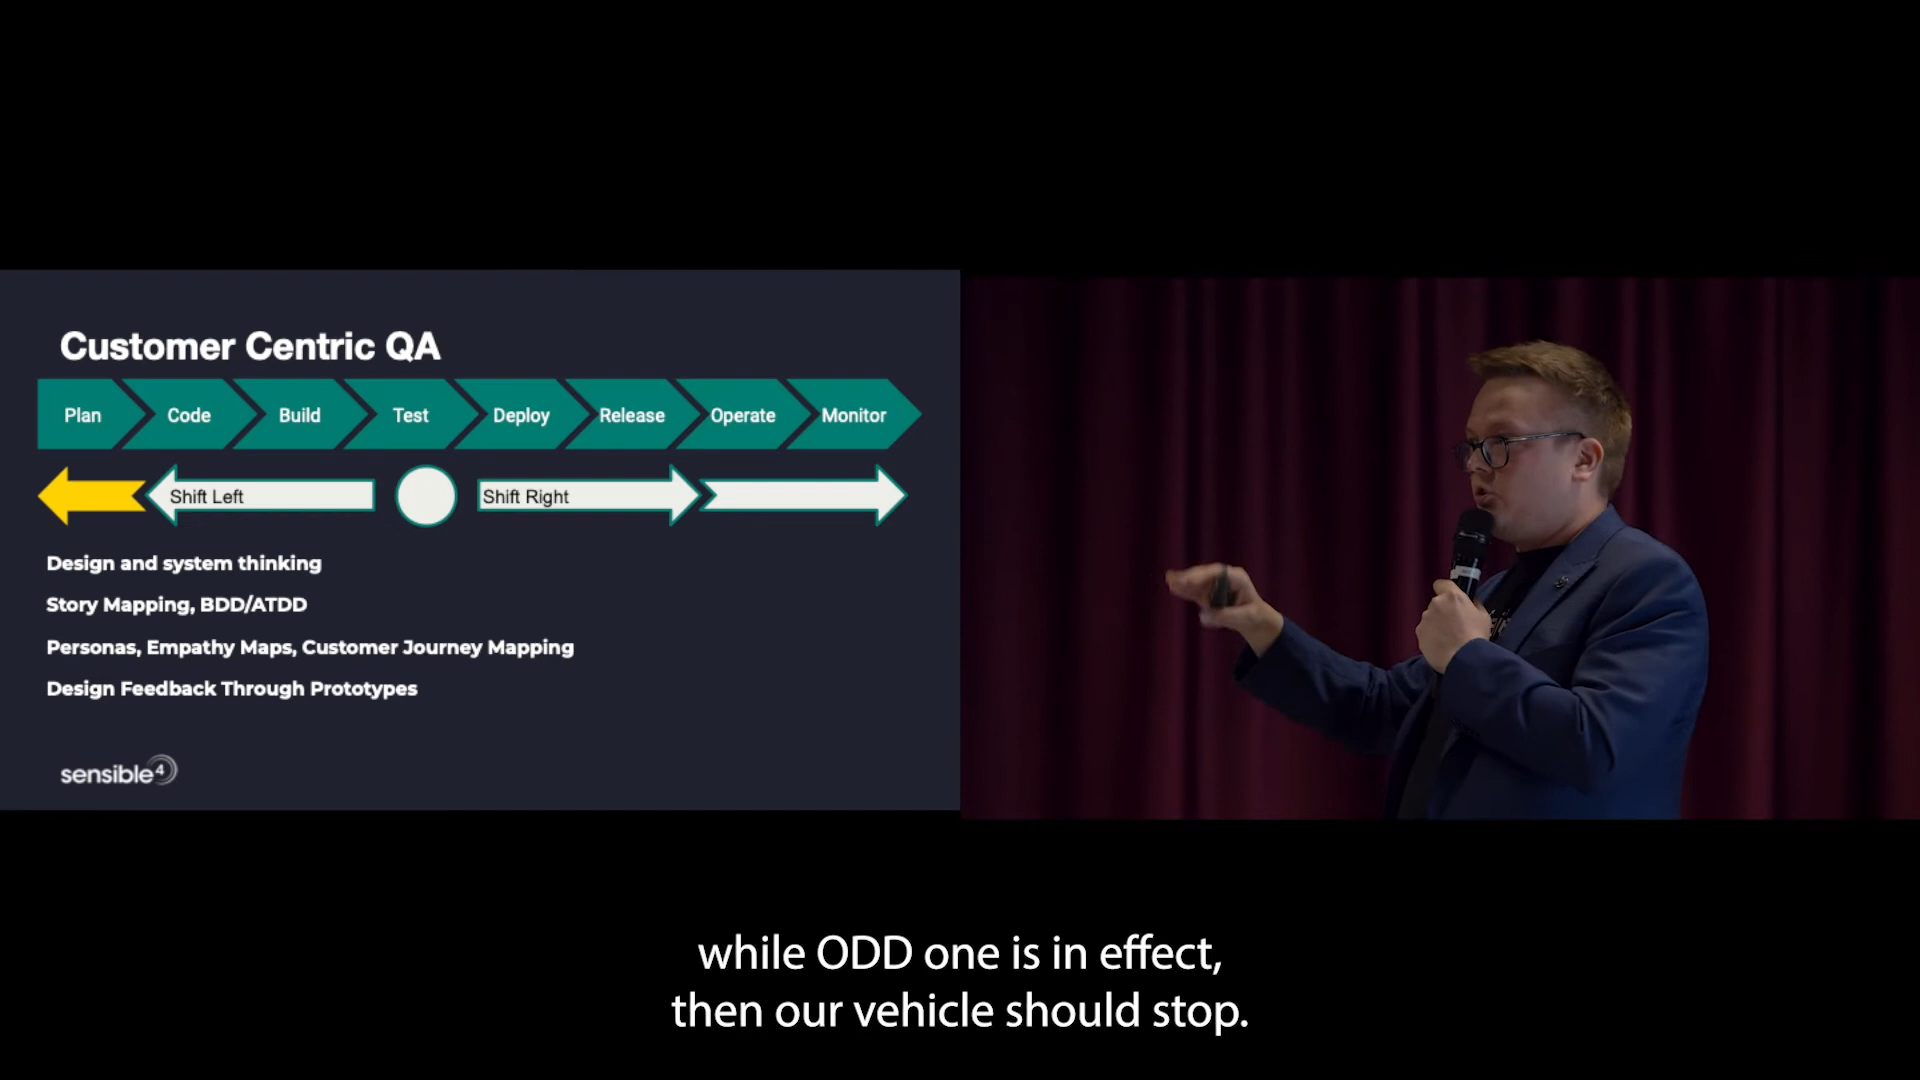 Customer Centric QA
Plan Code Build Test Deploy Release Operate Monitor
Shift Left Shift Right
Design and system thinking
Story Mapping, BDD/ATDD
Personas, Empathy Maps, Customer Journey Mapping
Design Feedback Through Prototypes
sensible4
while ODD one is in effect,
then our vehicle should stop.